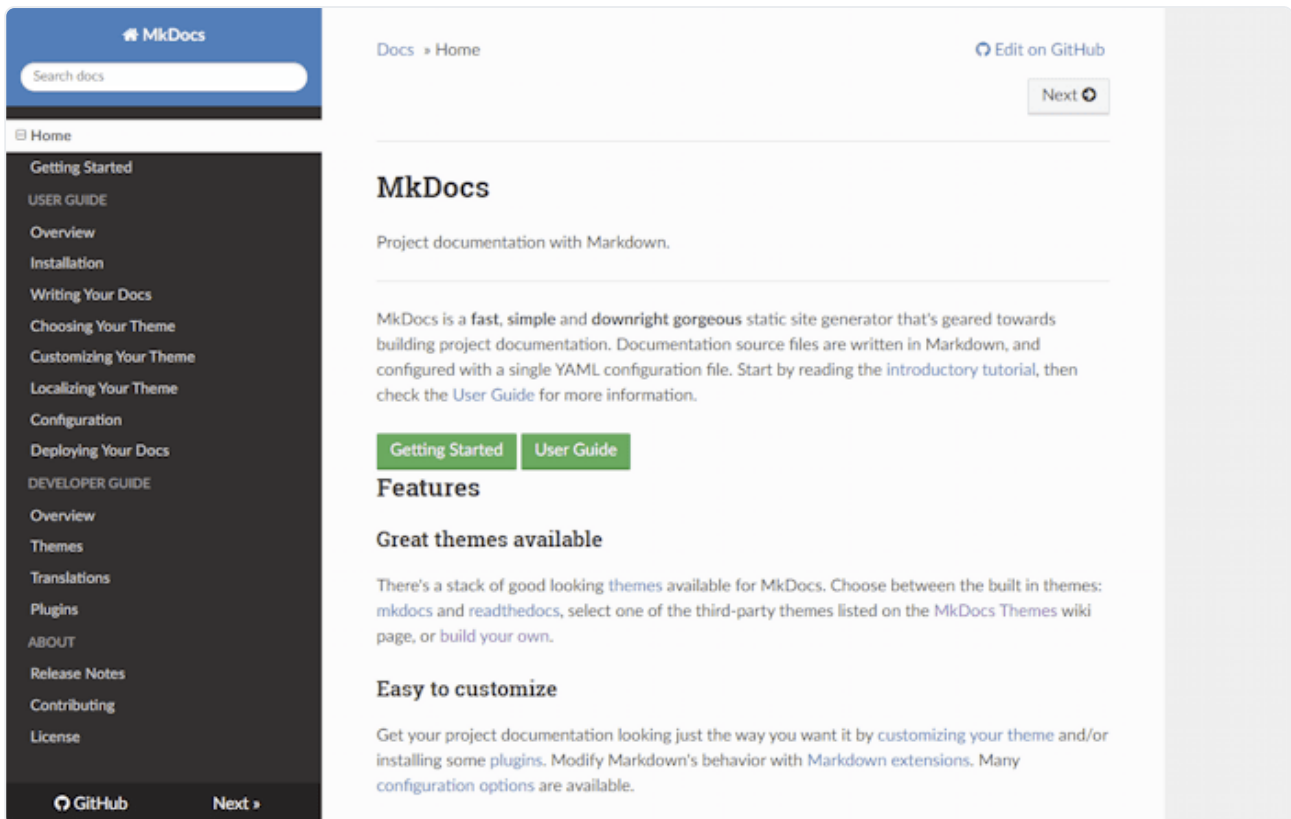 MkDocs
Search docs
Home
Getting Started
USER GUIDE
Overview
Installation
Writing Your Docs
Choosing Your Theme
Customizing Your Theme
Localizing Your Theme
Configuration
Deploying Your Docs
DEVELOPER GUIDE
Overview
Themes
Translations
Plugins
ABOUT
Release Notes
Contributing
License
GitHub Next »
Docs » Home
Edit on GitHub
Next
MkDocs
Project documentation with Markdown.
MkDocs is a fast, simple and downright gorgeous static site generator that's geared towards
building project documentation. Documentation source files are written in Markdown, and
configured with a single YAML configuration file. Start by reading the introductory tutorial, then
check the User Guide for more information.
Getting Started User Guide
Features
Great themes available
There's a stack of good looking themes available for MkDocs. Choose between the built in themes:
mkdocs and readthedocs, select one of the third-party themes listed on the MkDocs Themes wiki
page, or build your own.
Easy to customize
Get your project documentation looking just the way you want it by customizing your theme and/or
installing some plugins. Modify Markdown's behavior with Markdown extensions. Many
configuration options are available.